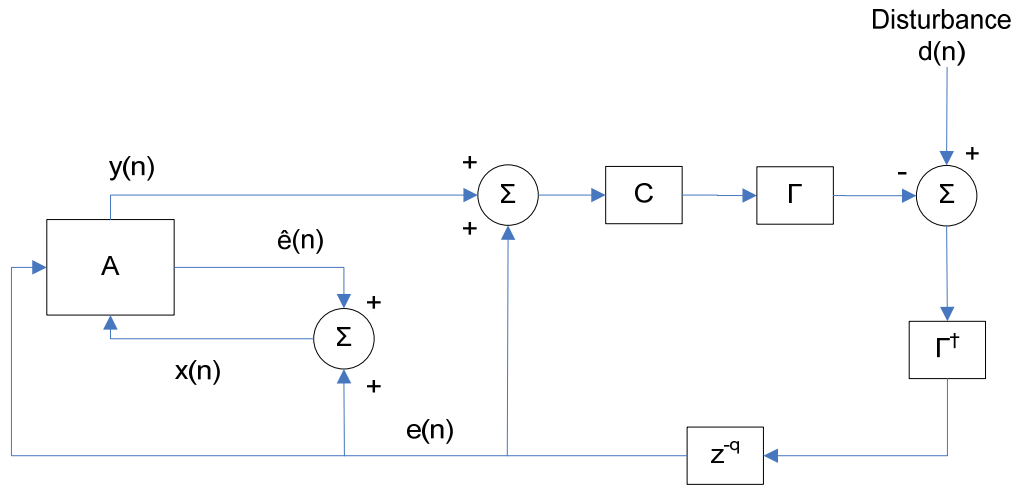 Disturbance
d(n)
y(n)
+
+
-
Σ
C
Γ
Σ
+
ê(n)
A
+
Σ
Γ†
x(n)
+
e(n)
z-q